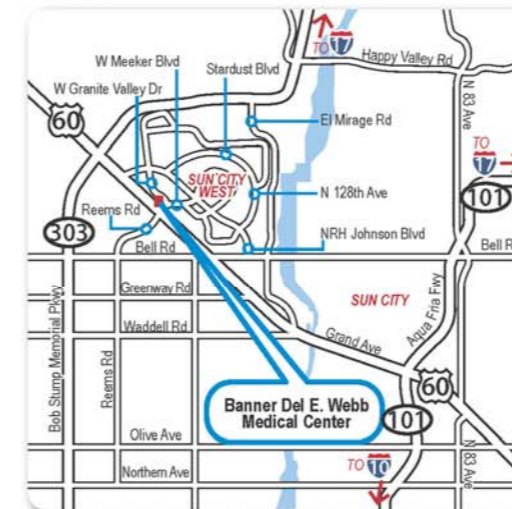 TO 17
Happy Valley Rd
W Meeker Blvd
Stardust Blvd
W Granite Valley Dr
60
N 83 Ave
El Mirage Rd
TO
17
SUN CITY
WEST
N 128th Ave
101
Reems Rd
303
NRH Johnson Blvd
Bell Rd
Bell R
Greenway Rd
SUN CITY
Aqua Fria Fwy
Waddell Rd
Grand Ave
Bob Stump Memorial Pkwy
Reems Rd
60
Banner Del E. Webb
Medical Center
101
Olive Ave
N 83 Ave
Northern Ave
TO 10